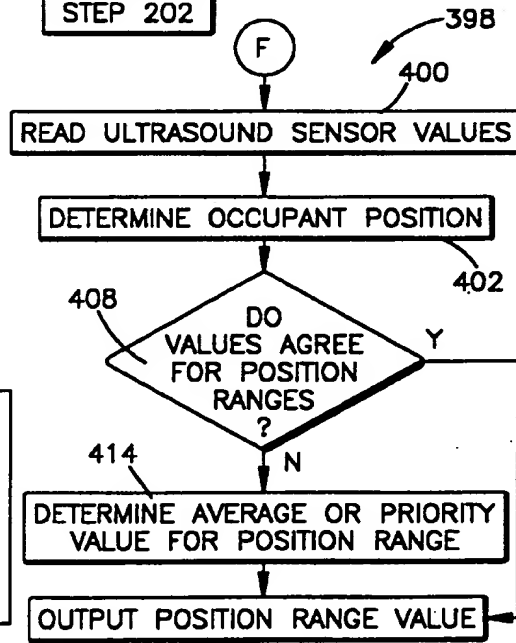 STEP 202
F
398
400
READ ULTRASOUND SENSOR VALUES
DETERMINE OCCUPANT POSITION
402
408
DO
VALUES AGREE
FOR POSITION
RANGES
?
Y
N
414
DETERMINE AVERAGE OR PRIORITY
VALUE FOR POSITION RANGE
OUTPUT POSITION RANGE VALUE